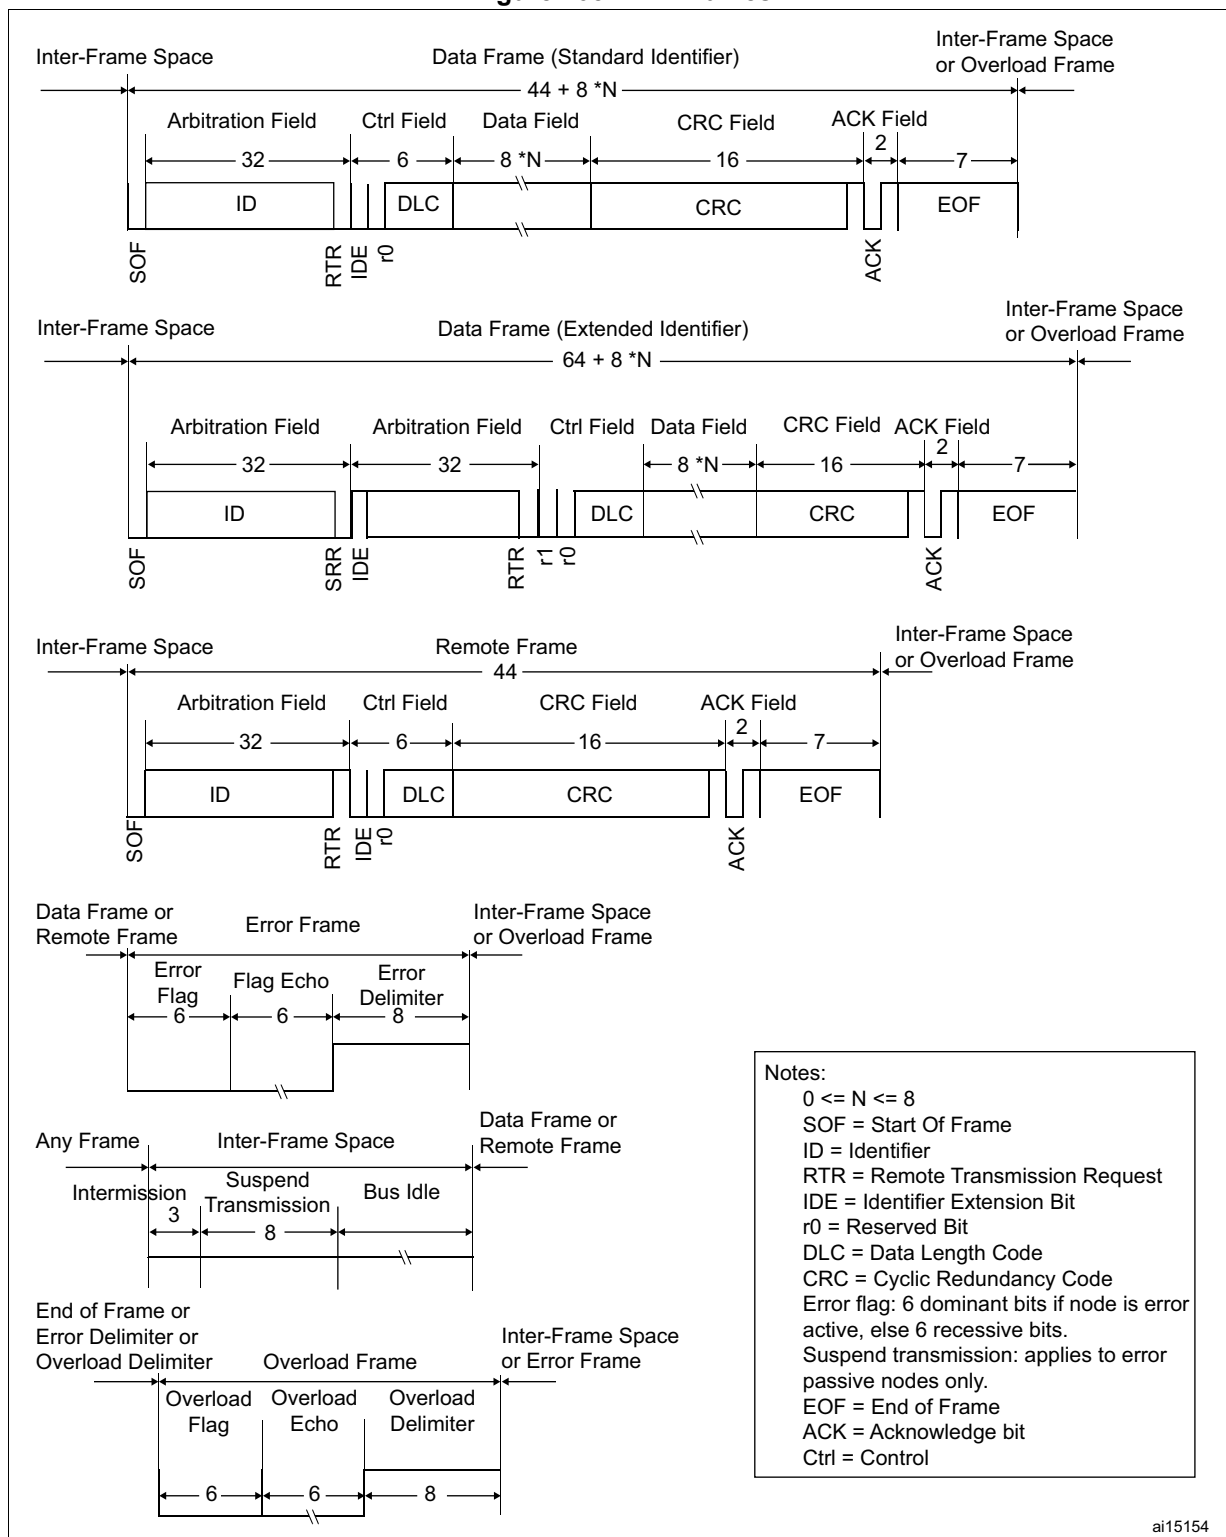 Inter-Frame Space
Data Frame (Standard Identifier)
Inter-Frame Space
or Overload Frame
44 + 8 *N
Arbitration Field
Ctrl Field
Data Field
CRC Field
ACK Field
32
6
8 *N
16
2
7
ID
DLC
CRC
EOF
SOF
RTR
IDE
r0
ACK
Inter-Frame Space
Data Frame (Extended Identifier)
Inter-Frame Space
or Overload Frame
64 + 8 *N
Arbitration Field
Arbitration Field
Ctrl Field
Data Field
CRC Field
ACK Field
32
32
8 *N
16
2
7
ID
DLC
CRC
EOF
SOF
SRR
IDE
RTR
r1
r0
ACK
Inter-Frame Space
Remote Frame
Inter-Frame Space
or Overload Frame
44
Arbitration Field
Ctrl Field
CRC Field
ACK Field
32
6
16
2
7
ID
DLC
CRC
EOF
SOF
RTR
IDE
r0
ACK
Data Frame or
Remote Frame
Error Frame
Inter-Frame Space
or Overload Frame
Error
Flag
Flag Echo
Error
Delimiter
6
6
8
Any Frame
Inter-Frame Space
Data Frame or
Remote Frame
Intermission
3
Suspend
Transmission
8
Bus Idle
End of Frame or
Error Delimiter or
Overload Delimiter
Overload Frame
Inter-Frame Space
or Error Frame
Overload
Flag
Overload
Echo
Overload
Delimiter
6
6
8
Notes:
0 <= N <= 8
SOF = Start Of Frame
ID = Identifier
RTR = Remote Transmission Request
IDE = Identifier Extension Bit
r0 = Reserved Bit
DLC = Data Length Code
CRC = Cyclic Redundancy Code
Error flag: 6 dominant bits if node is error
active, else 6 recessive bits.
Suspend transmission: applies to error
passive nodes only.
EOF = End of Frame
ACK = Acknowledge bit
Ctrl = Control
ai15154